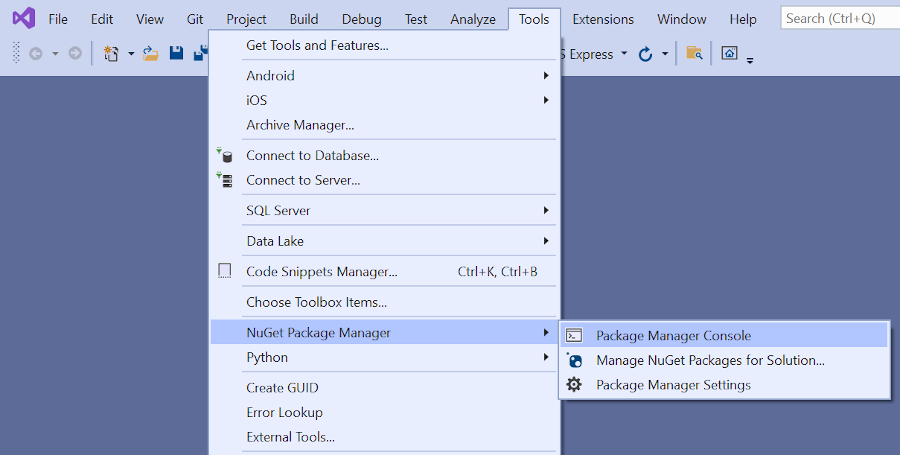 File Edit View Git Project Build Debug Test Analyze Tools Extensions Window Help Search (Ctrl+Q)
Get Tools and Features...
S Express
Android
iOS
Archive Manager...
Connect to Database...
Connect to Server...
SQL Server
Data Lake
Code Snippets Manager... Ctrl+K, Ctrl+B
Choose Toolbox Items...
NuGet Package Manager
Package Manager Console
Python
Manage NuGet Packages for Solution...
Create GUID
Package Manager Settings
Error Lookup
External Tools...